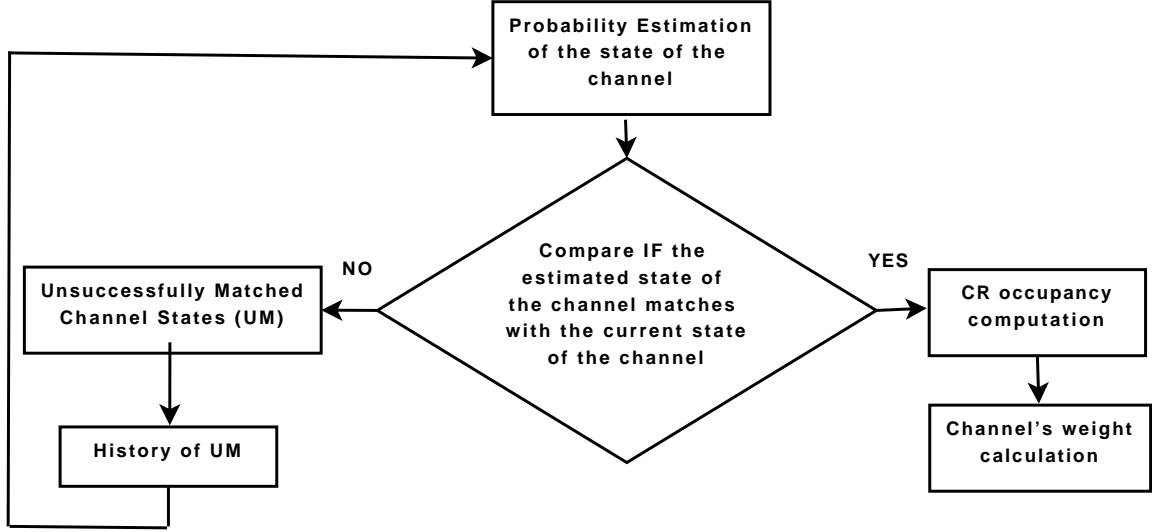 Probability Estimation
of the state of the
channel
Compare IF the
estimated state of
the channel matches
with the current state
of the channel
NO
YES
Unsuccessfully Matched
Channel States (UM)
History of UM
CR occupancy
computation
Channel's weight
calculation